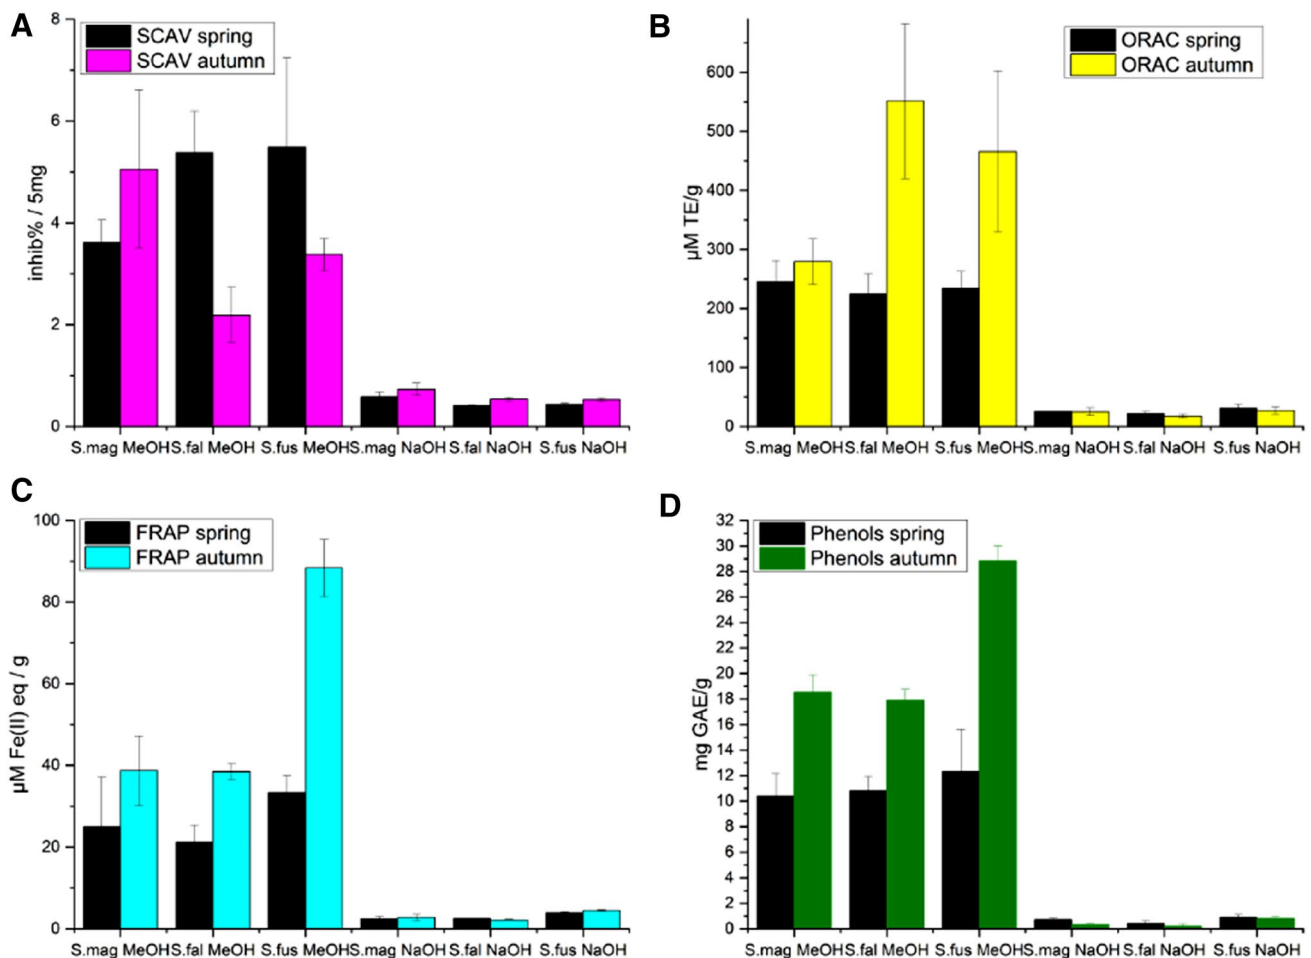 A
SCAV spring
SCAV autumn
inhib% / 5mg
8
6
4
2
0
S.mag MeOH S.fal MeOH S.fus MeOH S.mag NaOH S.fal NaOH S.fus NaOH
B
ORAC spring
ORAC autumn
µM TE/g
600
500
400
300
200
100
0
S.mag MeOH S.fal MeOH S.fus MeOH S.mag NaOH S.fal NaOH S.fus NaOH
C
FRAP spring
FRAP autumn
µM Fe(II) eq / g
100
80
60
40
20
0
S.mag MeOH S.fal MeOH S.fus MeOH S.mag NaOH S.fal NaOH S.fus NaOH
D
Phenols spring
Phenols autumn
mg GAE/g
32
30
28
26
24
22
20
18
16
14
12
10
8
6
4
2
0
S.mag MeOH S.fal MeOH S.fus MeOH S.mag NaOH S.fal NaOH S.fus NaOH